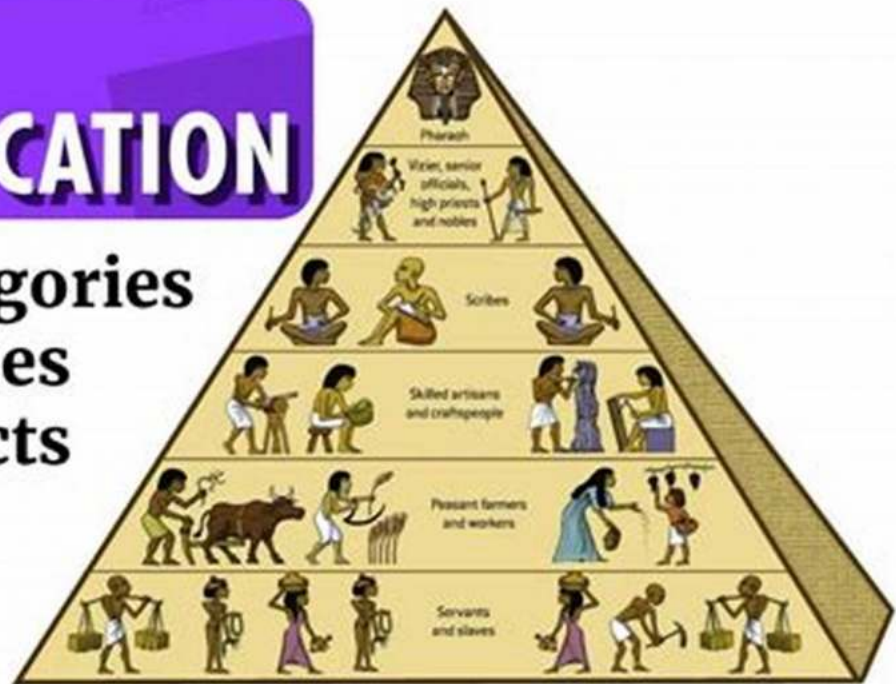 CATION
gories
es
cts
Pharaoh
Vizier, senior
officials,
high priests
and nobles
Scribes
Skilled artisans
and craftspeople
Peasant farmers
and workers
Servants
and slaves